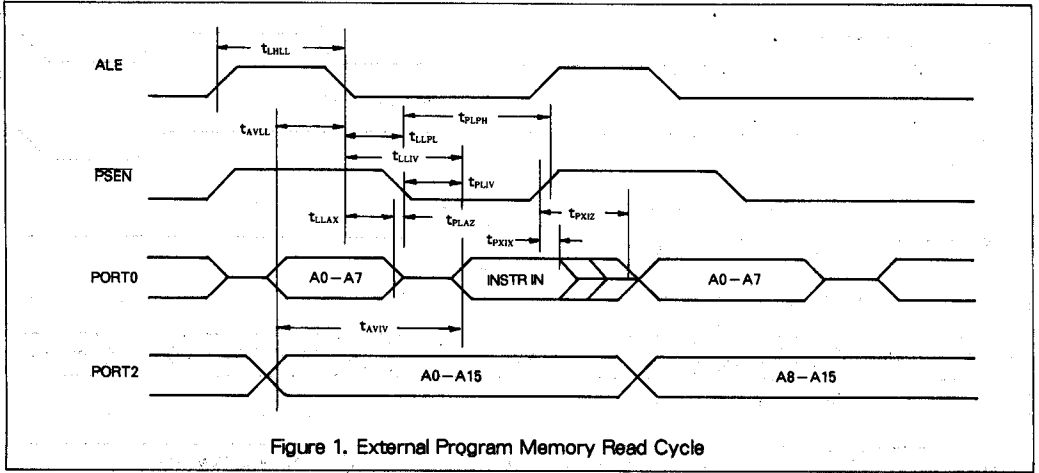 tLHLL
ALE
tAVLL
tLLPL
tPLPH
tLLIV
PSEN
tPLIV
tLLAX
tPLAZ
tPXIZ
tPXIX
PORT0
A0-A7
INSTR IN
A0-A7
tAVIV
PORT2
A0-A15
A8-A15
Figure 1. External Program Memory Read Cycle